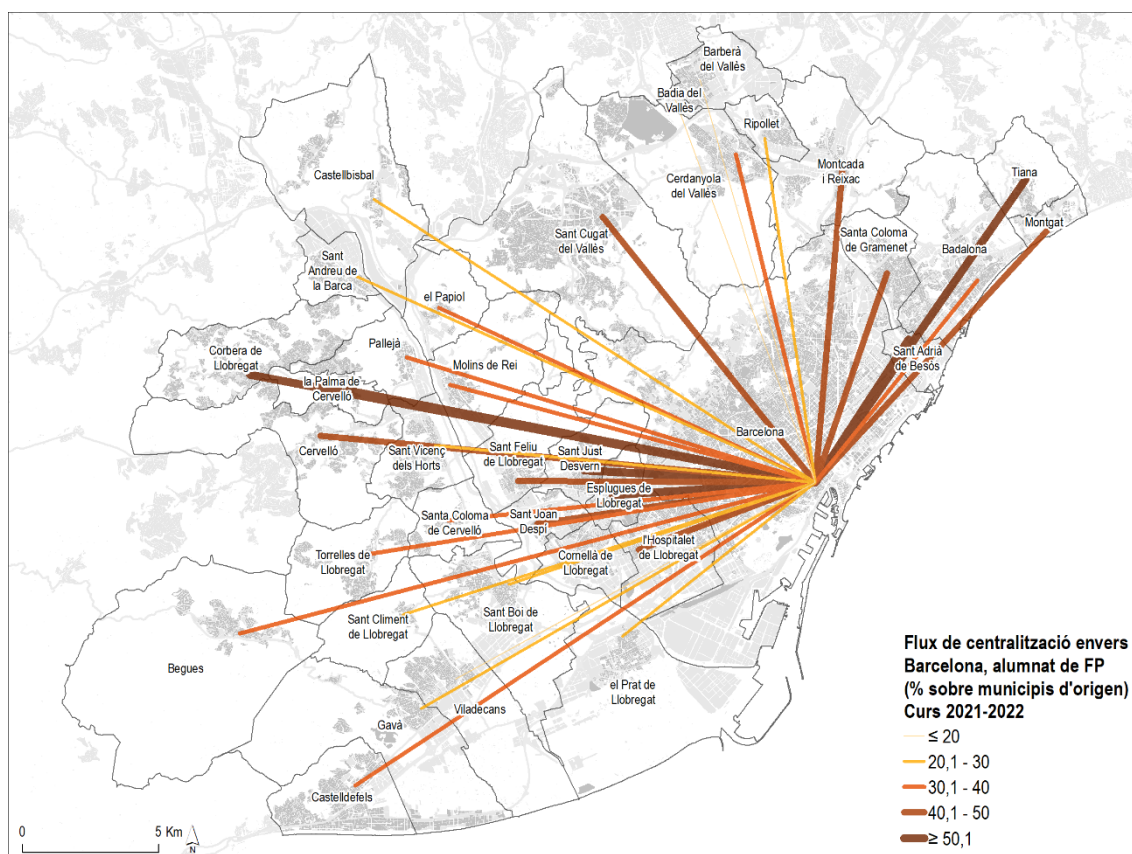 Barberà
del Vallès
Badia del
Vallès
Ripollet
Castellbisbal
Cerdanyola
del Vallès
Montcada
i Reixac
Tiana
Montgat
Sant Cugat
del Vallès
Santa Coloma
de Gramenet
Badalona
Sant
Andreu de
la Barca
el Papiol
Pallejà
Molins de Rei
Sant Adrià
de Besòs
Corbera de
Llobregat
la Palma de
Cervelló
Barcelona
Cervelló
Sant Vicenç
dels Horts
Sant Feliu
de Llobregat
Sant Just
Desvern
Esplugues de
Llobregat
Santa Coloma
de Cervelló
Sant Joan
Despí
l'Hospitalet
de Llobregat
Torrelles de
Llobregat
Cornellà de
Llobregat
Sant Climent
de Llobregat
Sant Boi de
Llobregat
Begues
el Prat de
Llobregat
Gavà
Viladecans
Castelldefels
Flux de centralització envers
Barcelona, alumnat de FP
(% sobre municipis d'origen)
Curs 2021-2022
≤ 20
20,1 - 30
30,1 - 40
40,1 - 50
≥ 50,1
0 5 Km
N